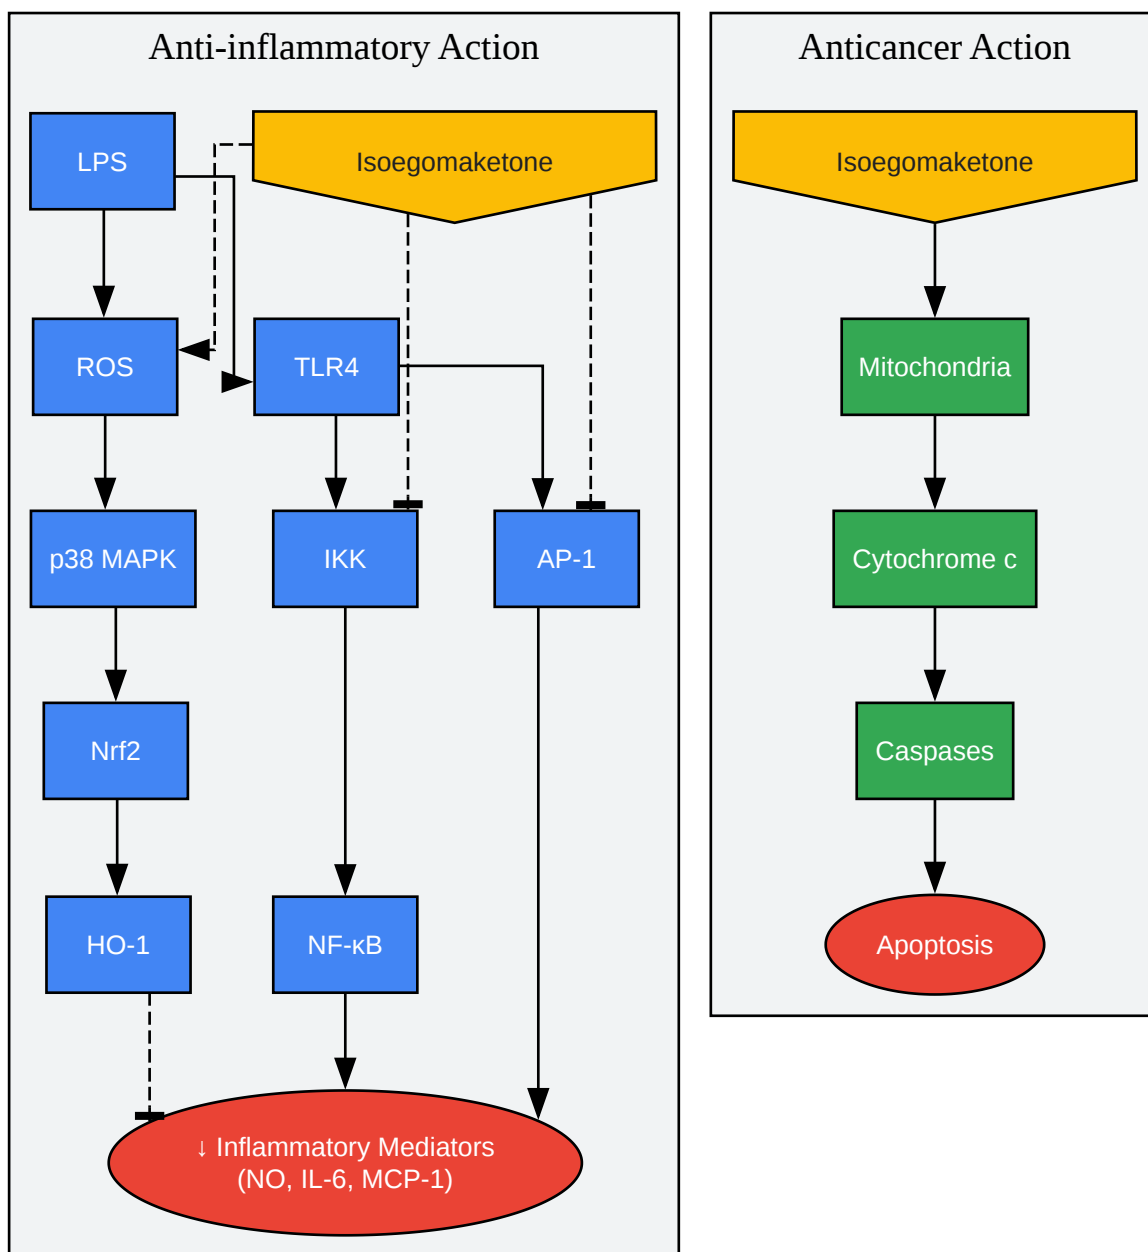 Anti-inflammatory Action
LPS
Isoegomaketone
ROS
TLR4
p38 MAPK
IKK
AP-1
Nrf2
HO-1
NF-κB
↓ Inflammatory Mediators
(NO, IL-6, MCP-1)
Anticancer Action
Isoegomaketone
Mitochondria
Cytochrome c
Caspases
Apoptosis